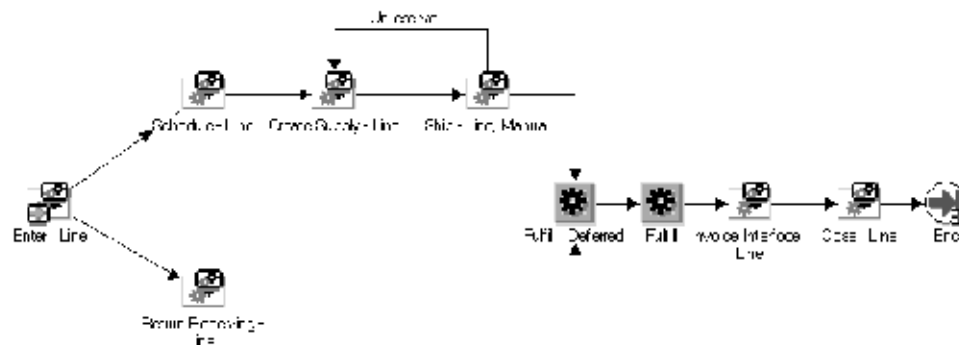 Schedule - Line
Create Supply - Line
Ship - Line, Manual
Enter - Line
Fulfill - Deferred
Fulfill
Invoice Interface -
Line
Close - Line
End
Return Receiving -
Line